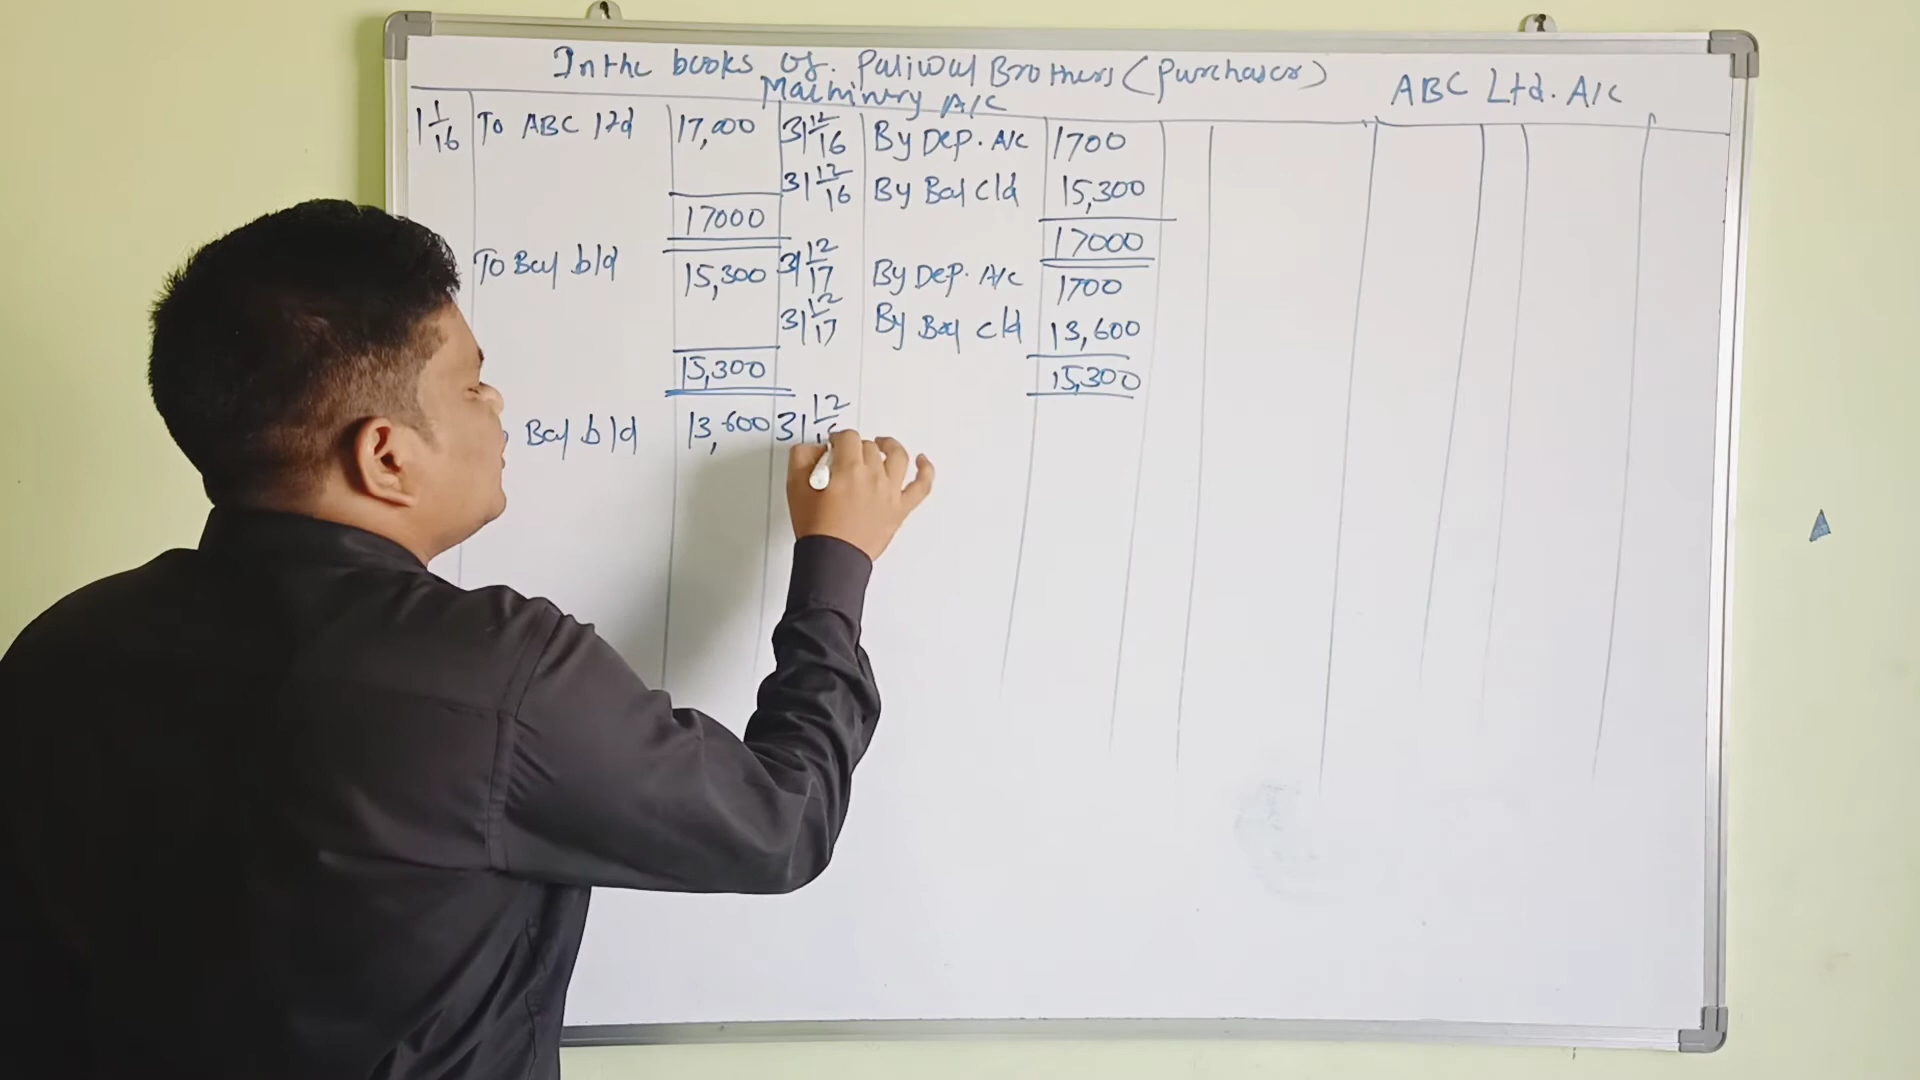 In the books of. Paliwal Brothers (Purchaser)
Machinery A/C
ABC Ltd. A/C
1 1/16 To ABC ltd 17,000 31 12/16 By Dep. A/C 1700
31 12/16 By Bal c/d 15,300
17000 17000
To Bal b/d 15,300 31 12/17 By Dep. A/C 1700
31 12/17 By Bal c/d 13,600
15,300 15,300
Bal b/d 13,600 31 12